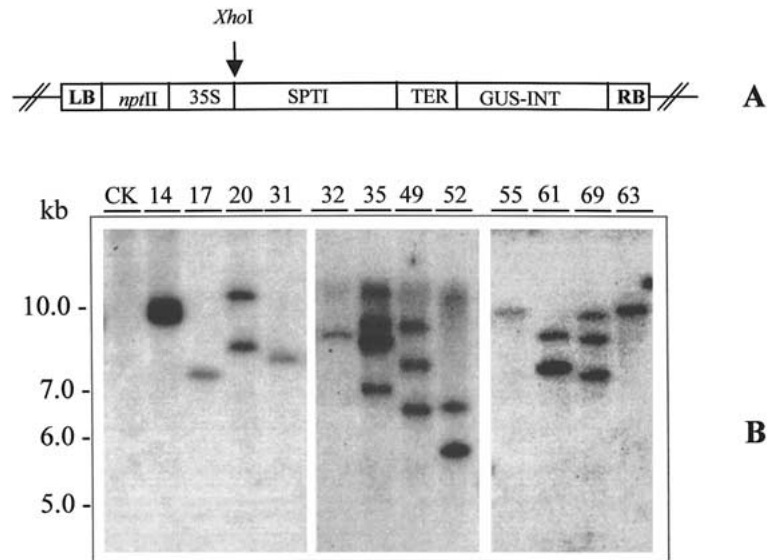 XhoI
LB nptII 35S SPTI TER GUS-INT RB A
CK 14 17 20 31 32 35 49 52 55 61 69 63
kb
10.0 -
7.0 -
6.0 -
B
5.0 -